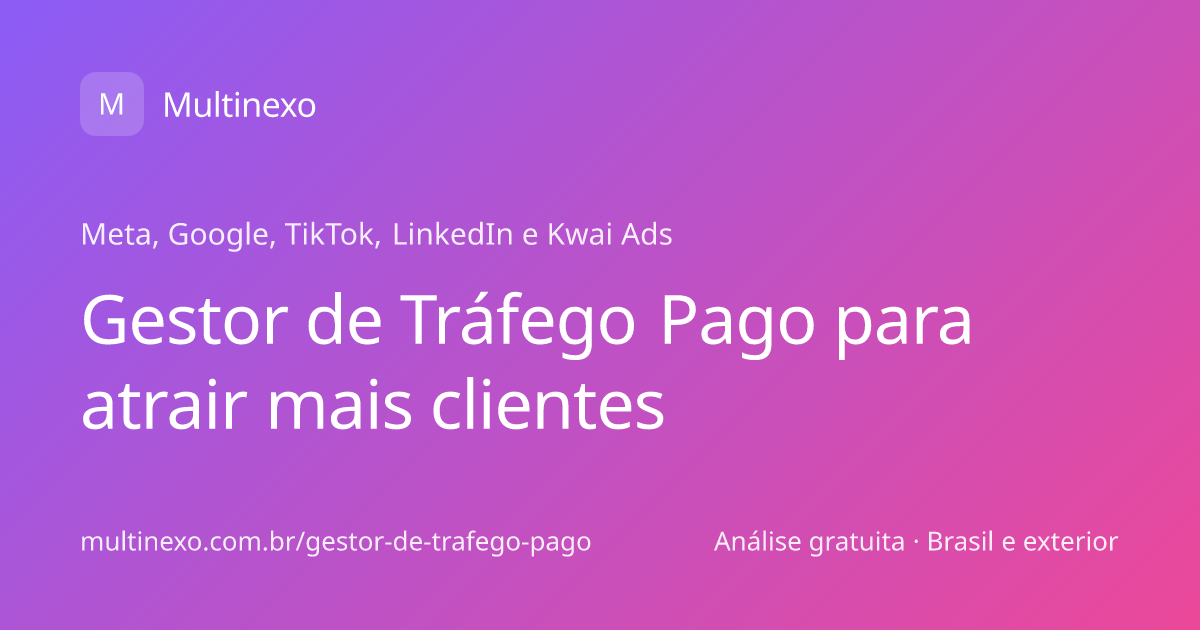 M
Multinexo
Meta, Google, TikTok, LinkedIn e Kwai Ads
Gestor de Tráfego Pago para
atrair mais clientes
multinexo.com.br/gestor-de-trafego-pago
Análise gratuita · Brasil e exterior